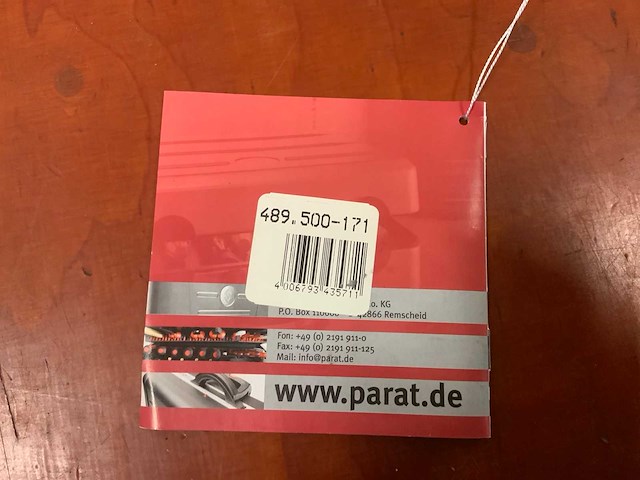 489.500-171
4 006793 435711
o. KG
P.O. Box 42866 Remscheid
Fon: +49 (0) 2191 911-0
Fax: +49 (0) 2191 911-125
Mail: info@parat.de
www.parat.de